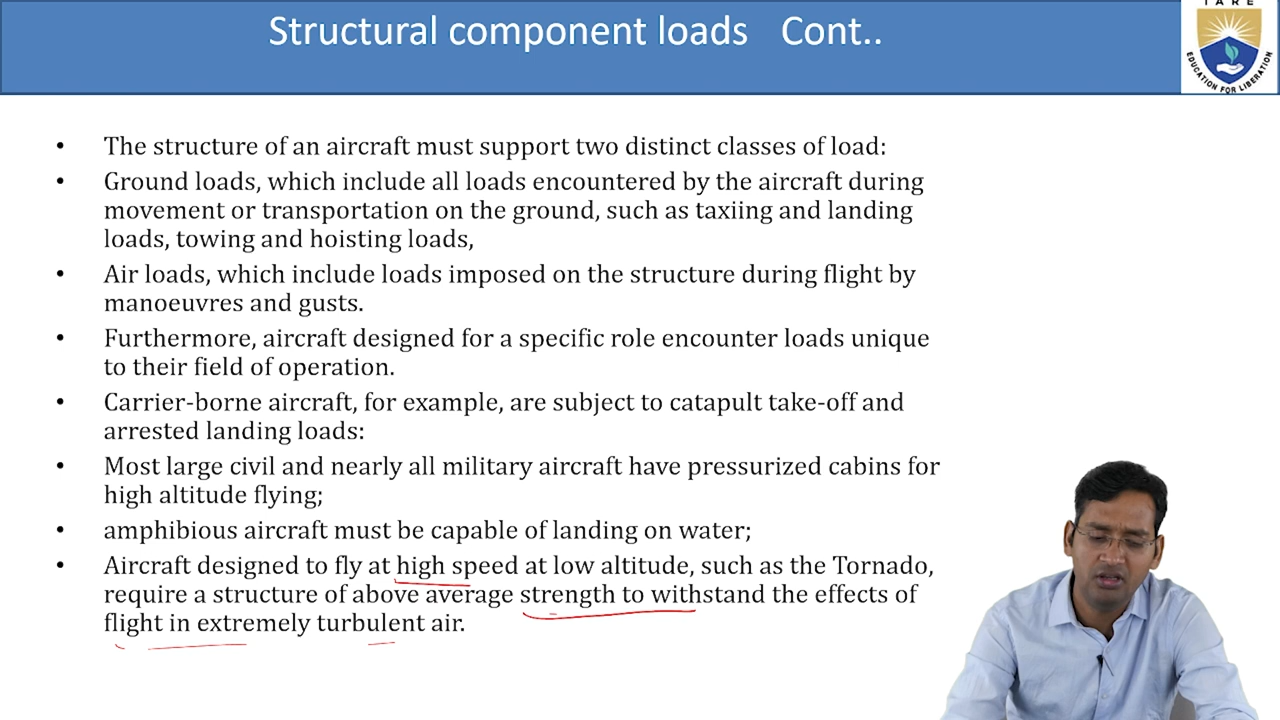 Structural component loads Cont..
IARE
EDUCATION FOR LIBERATION
• The structure of an aircraft must support two distinct classes of load:
• Ground loads, which include all loads encountered by the aircraft during
movement or transportation on the ground, such as taxiing and landing
loads, towing and hoisting loads,
• Air loads, which include loads imposed on the structure during flight by
manoeuvres and gusts.
• Furthermore, aircraft designed for a specific role encounter loads unique
to their field of operation.
• Carrier-borne aircraft, for example, are subject to catapult take-off and
arrested landing loads:
• Most large civil and nearly all military aircraft have pressurized cabins for
high altitude flying;
• amphibious aircraft must be capable of landing on water;
• Aircraft designed to fly at high speed at low altitude, such as the Tornado,
require a structure of above average strength to withstand the effects of
flight in extremely turbulent air.